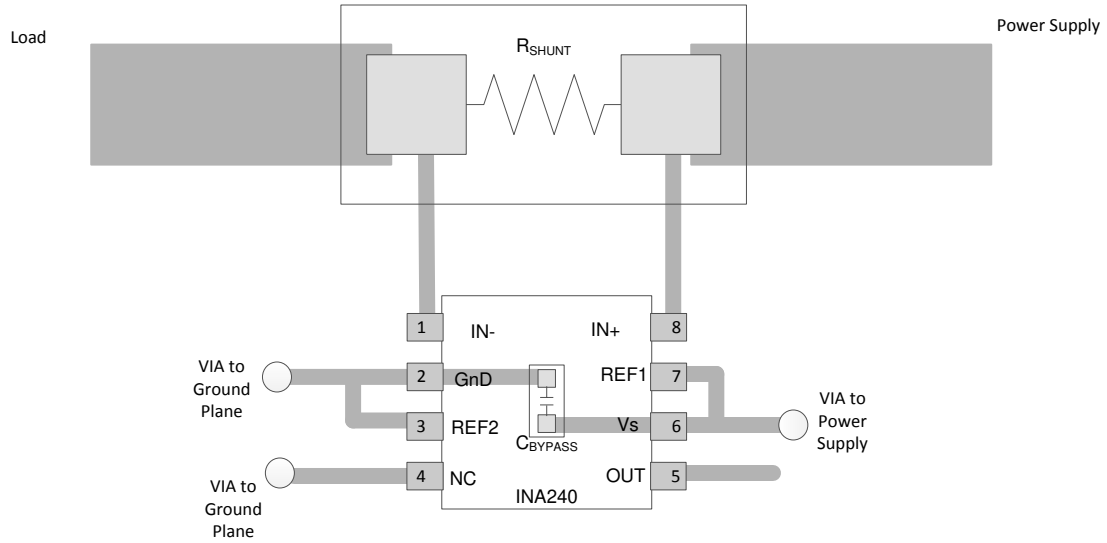 Load
Power Supply
RSHUNT
1
IN-
IN+
8
VIA to
Ground
Plane
2
GnD
REF1
7
3
REF2
Vs
6
VIA to
Power
Supply
CBYPASS
4
NC
OUT
5
VIA to
Ground
Plane
INA240